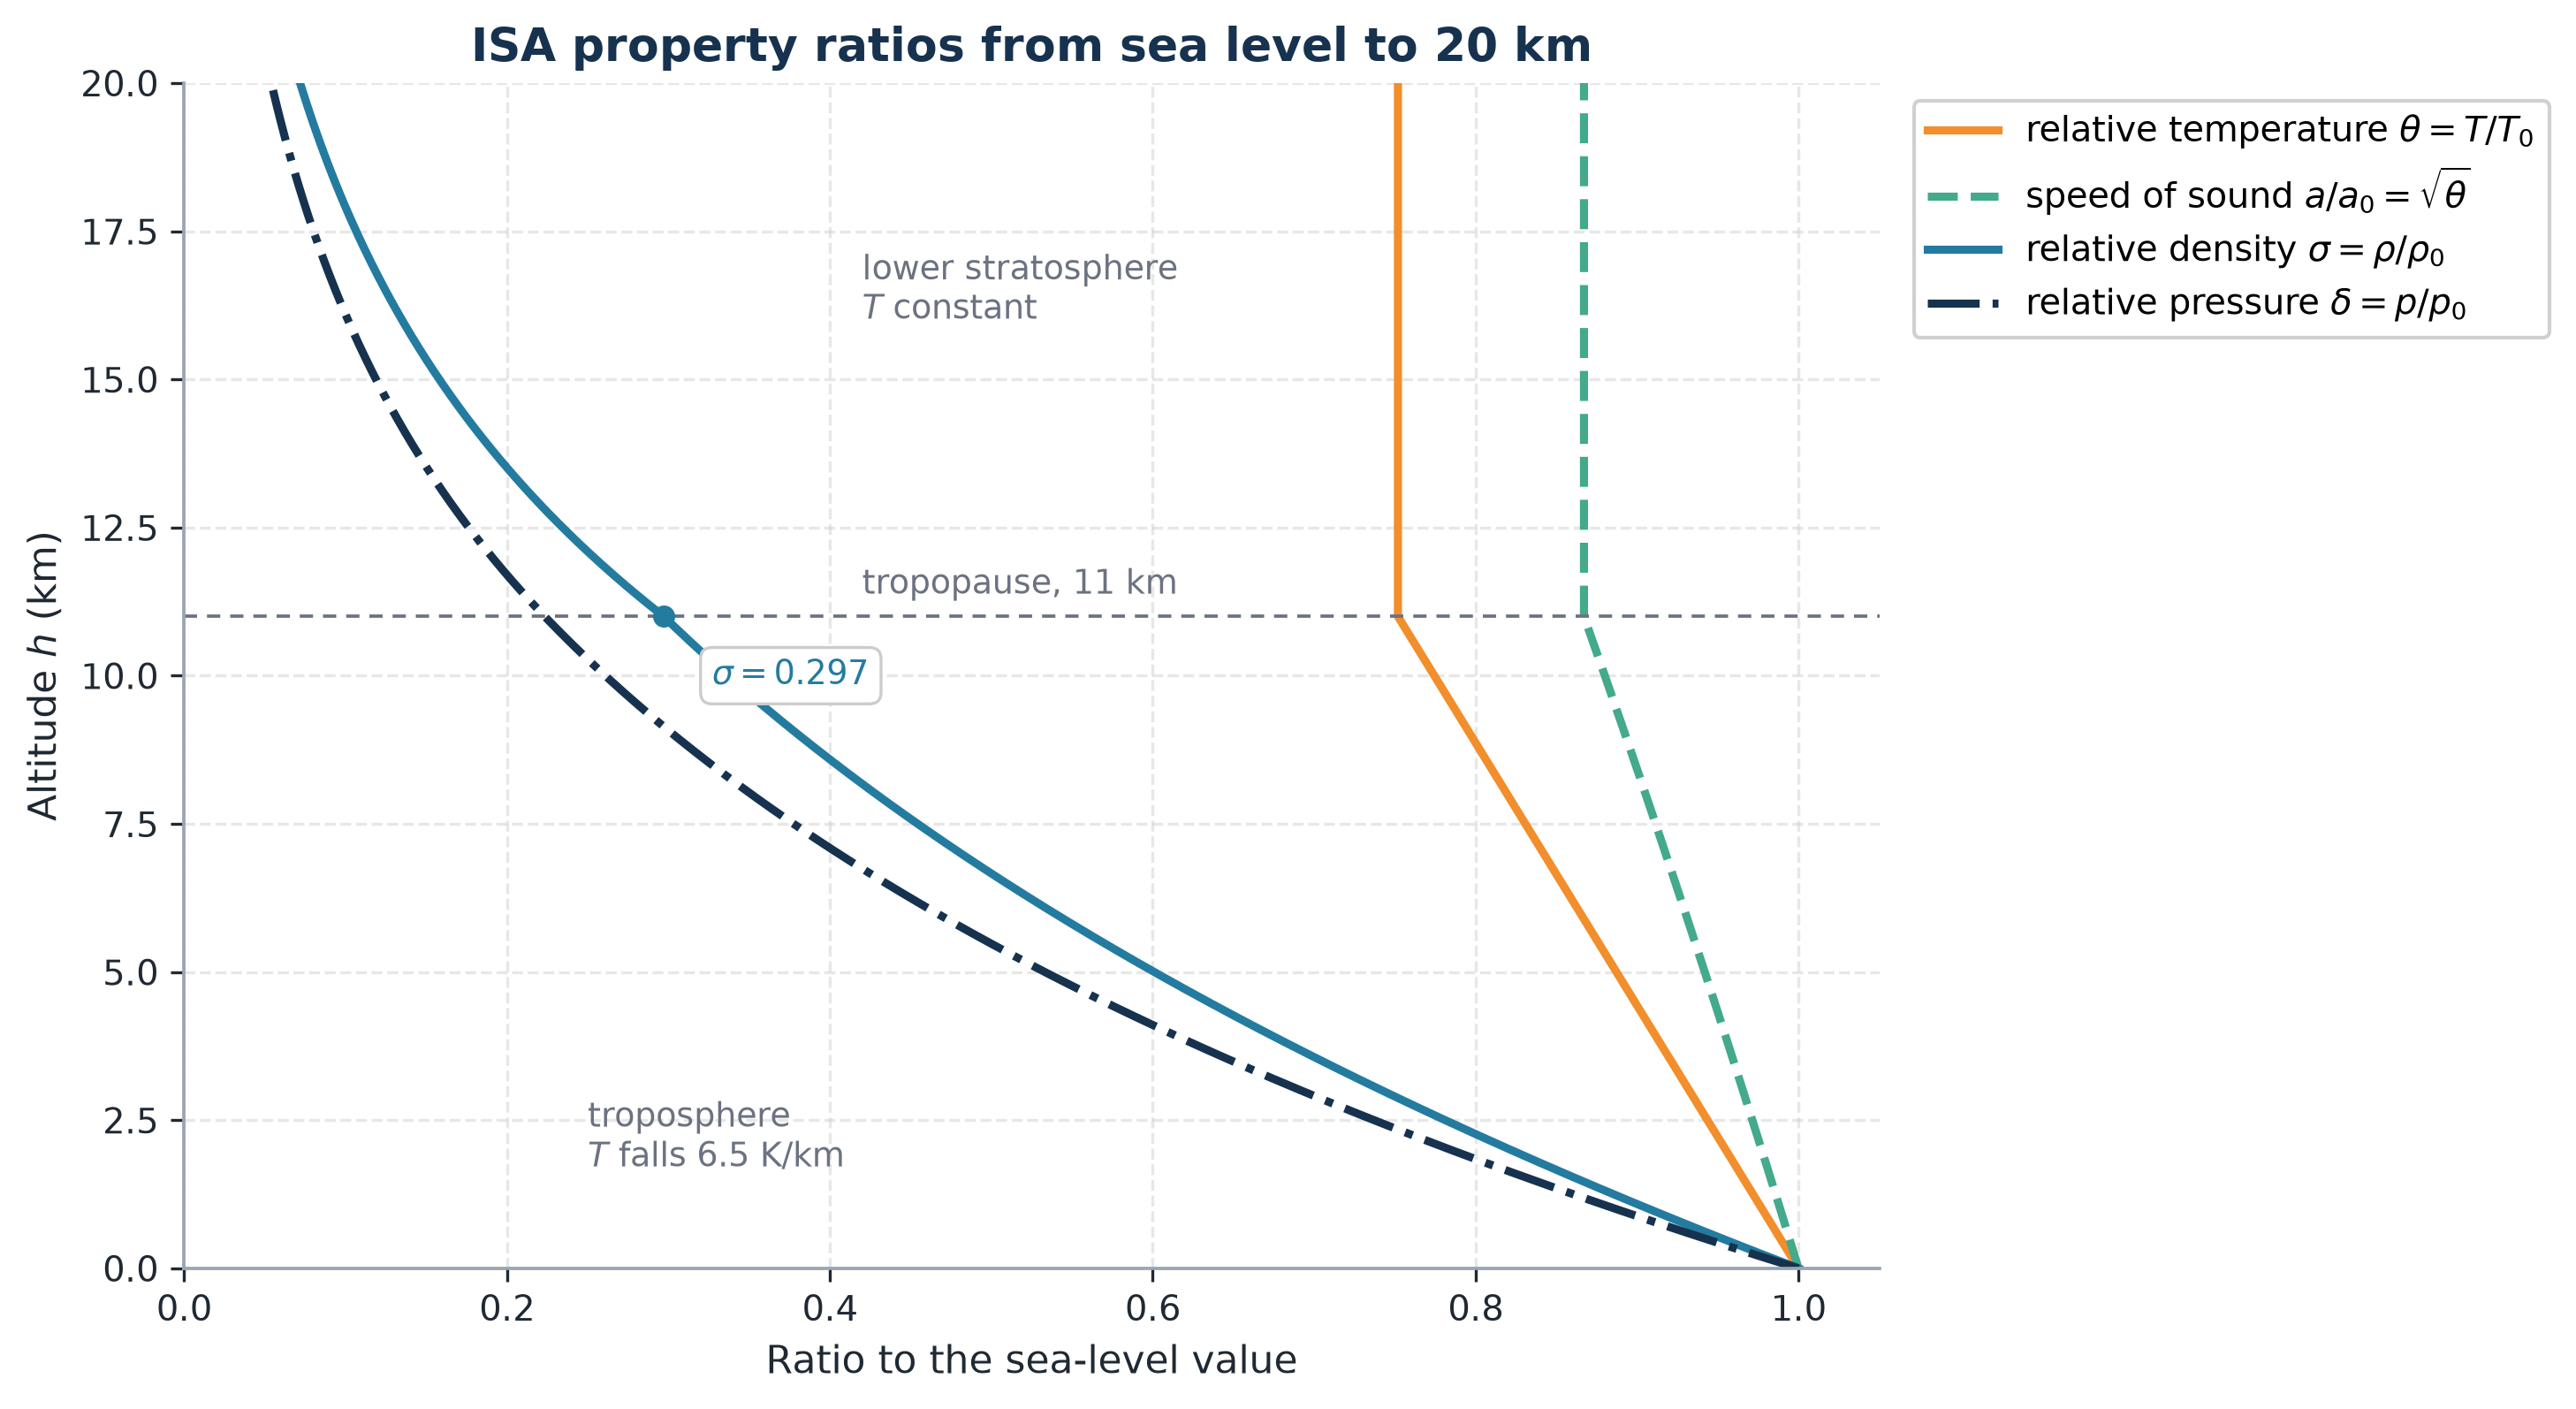 ISA property ratios from sea level to 20 km
20.0
17.5
15.0
12.5
10.0
7.5
5.0
2.5
0.0
Altitude h (km)
lower stratosphere
T constant
tropopause, 11 km
σ = 0.297
troposphere
T falls 6.5 K/km
0.0 0.2 0.4 0.6 0.8 1.0
Ratio to the sea-level value
relative temperature θ = T/T₀
speed of sound a/a₀ = √θ
relative density σ = ρ/ρ₀
relative pressure δ = p/p₀